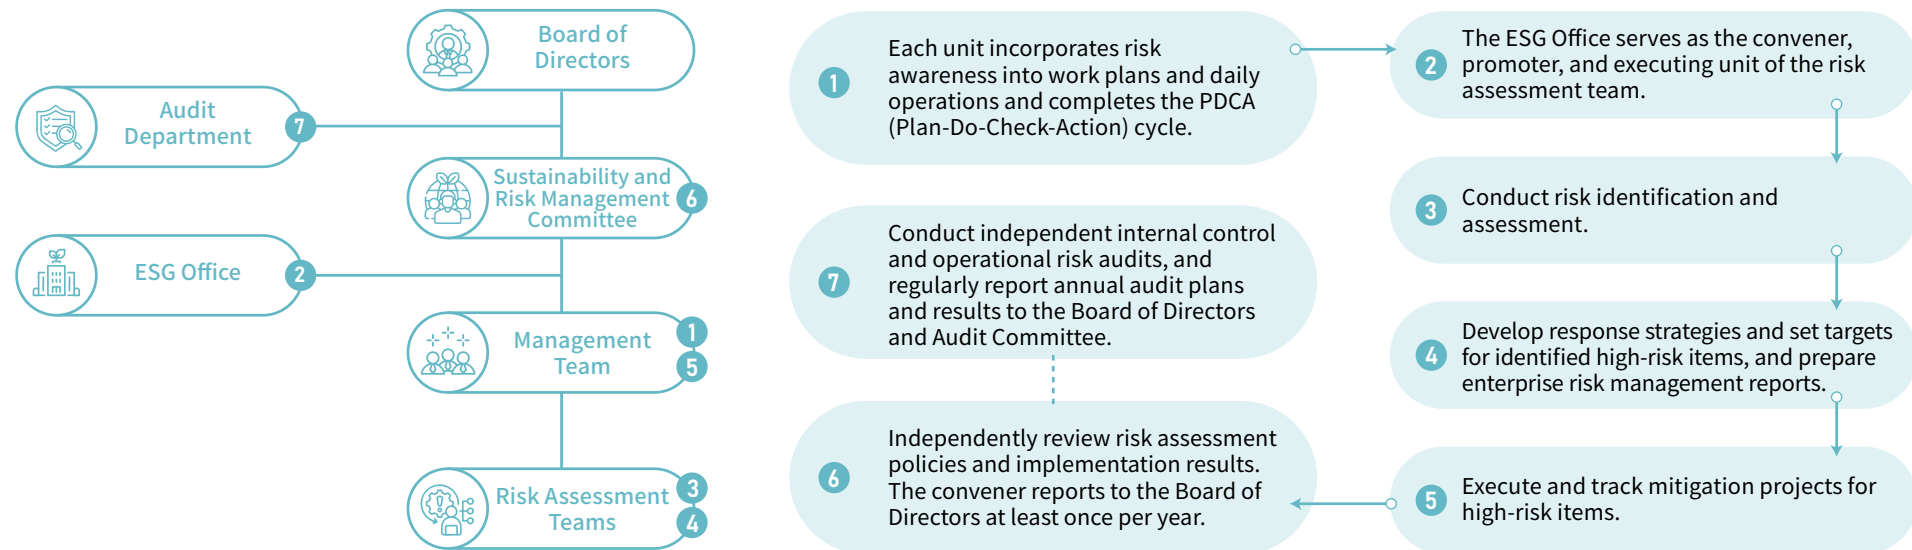 Board of
Directors
Audit
Department
7
Sustainability and
Risk Management
Committee
6
ESG Office
2
Management
Team
1
5
Risk Assessment
Teams
3
4
1
Each unit incorporates risk
awareness into work plans and daily
operations and completes the PDCA
(Plan-Do-Check-Action) cycle.
2
The ESG Office serves as the convener,
promoter, and executing unit of the risk
assessment team.
3
Conduct risk identification and
assessment.
4
Develop response strategies and set targets
for identified high-risk items, and prepare
enterprise risk management reports.
5
Execute and track mitigation projects for
high-risk items.
6
Independently review risk assessment
policies and implementation results.
The convener reports to the Board of
Directors at least once per year.
7
Conduct independent internal control
and operational risk audits, and
regularly report annual audit plans
and results to the Board of Directors
and Audit Committee.